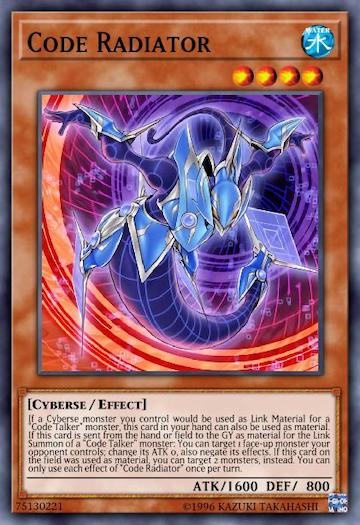 CODE RADIATOR
WATER
水
[CYBERSE / EFFECT]
If a Cyberse monster you control would be used as Link Material for a
"Code Talker" monster, this card in your hand can also be used as material.
If this card is sent from the hand or field to the GY as material for the Link
Summon of a "Code Talker" monster: You can target 1 face-up monster your
opponent controls; change its ATK 0, also negate its effects. If this card on
the field was used as material, you can target 2 monsters, instead. You can
only use each effect of "Code Radiator" once per turn.
ATK/1600 DEF/ 800
75130221
©1996 KAZUKI TAKAHASHI